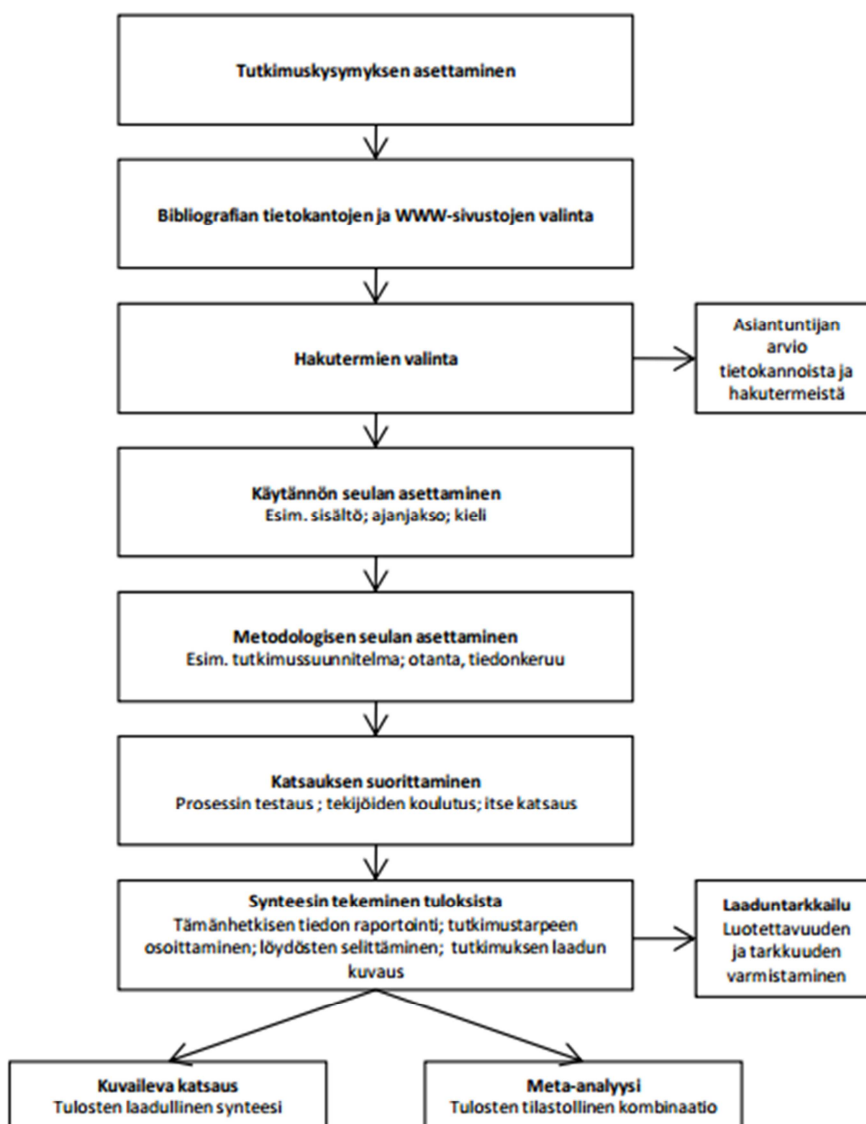 Tutkimuskysymyksen asettaminen
Bibliografian tietokantojen ja WWW-sivustojen valinta
Hakutermien valinta
Asiantuntijan
arvio
tietokannoista ja
hakutermeistä
Käytännön seulan asettaminen
Esim. sisältö; ajanjakso; kieli
Metodologisen seulan asettaminen
Esim. tutkimussuunnitelma; otanta, tiedonkeruu
Katsauksen suorittaminen
Prosessin testaus ; tekijöiden koulutus; itse katsaus
Synteesin tekeminen tuloksista
Tämänhetkisen tiedon raportointi; tutkimustarpeen
osoittaminen; löydösten selittäminen; tutkimuksen laadun
kuvaus
Laaduntarkkailu
Luotettavuuden
ja tarkkuuden
varmistaminen
Kuvaileva katsaus
Tulosten laadullinen synteesi
Meta-analyysi
Tulosten tilastollinen kombinaatio